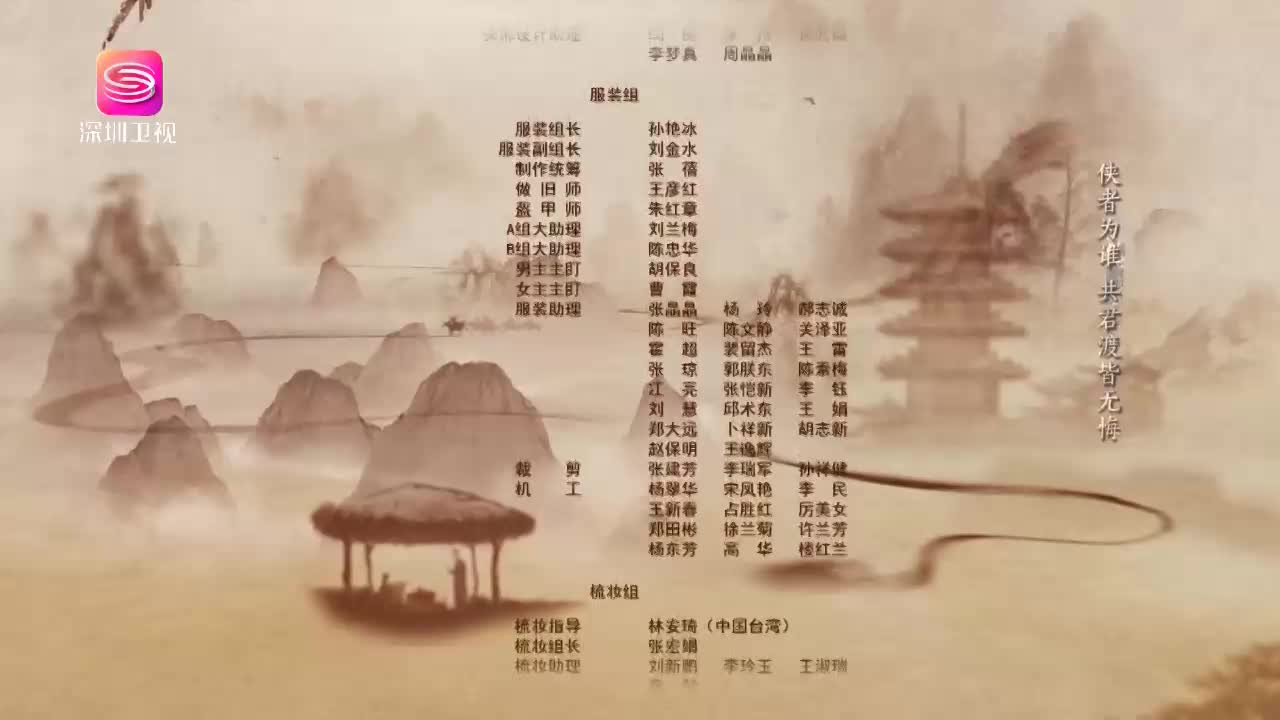 深圳卫视
李梦真 周晶晶
服装组
服装组长 孙艳冰
服装副组长 刘金水
制作统筹 张 蓓
做旧师 王彦红
盔甲师 朱红章
A组大助理 刘兰梅
B组大助理 陈忠华
男主主盯 胡保良
女主主盯 曹 霞
服装助理 张晶晶 杨 玲 郝志诚
陈 旺 陈文静 关泽亚
霍 超 裴留杰 王 雷
张 琼 郭朕东 陈素梅
江 亮 张恺新 李 钰
刘 慧 邱术东 王 娟
郑大远 卜祥新 胡志新
赵保明 王逸辉
裁 剪 张建芳 李瑞军 孙泽健
机 工 杨翠华 宋凤艳 李 民
王新春 占胜红 厉美女
郑田彬 徐兰菊 许兰芳
杨东芳 高 华 楼红兰
梳妆组
梳妆指导 林安琦（中国台湾）
梳妆组长 张宏娟
梳妆助理 刘新鹏 李玲玉 王淑瑞
侠者为谁 共君渡皆无悔